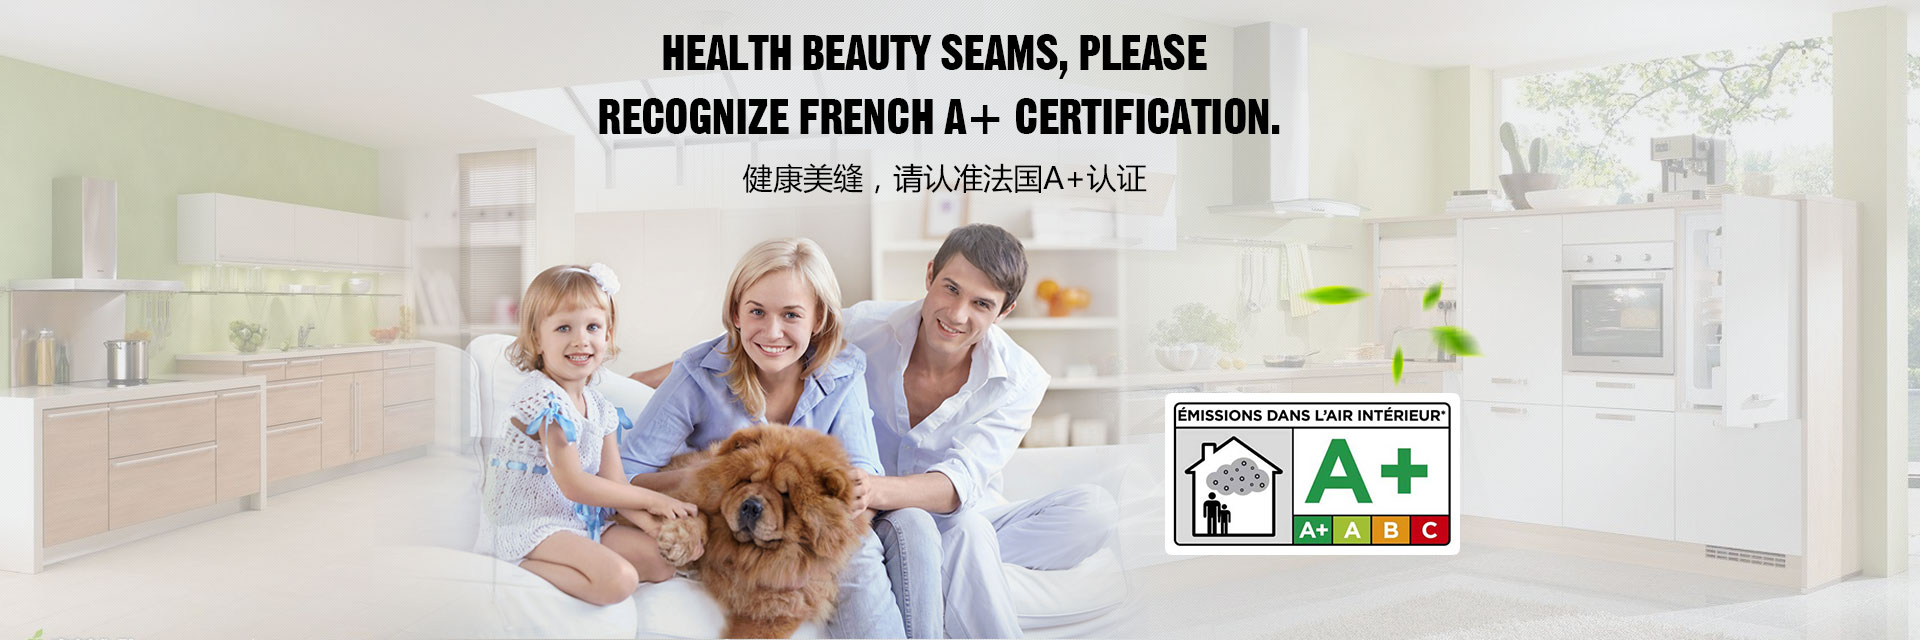 HEALTH BEAUTY SEAMS, PLEASE
RECOGNIZE FRENCH A+ CERTIFICATION.
健康美缝，请认准法国A+认证
ÉMISSIONS DANS L'AIR INTÉRIEUR*
A+
A+ A B C